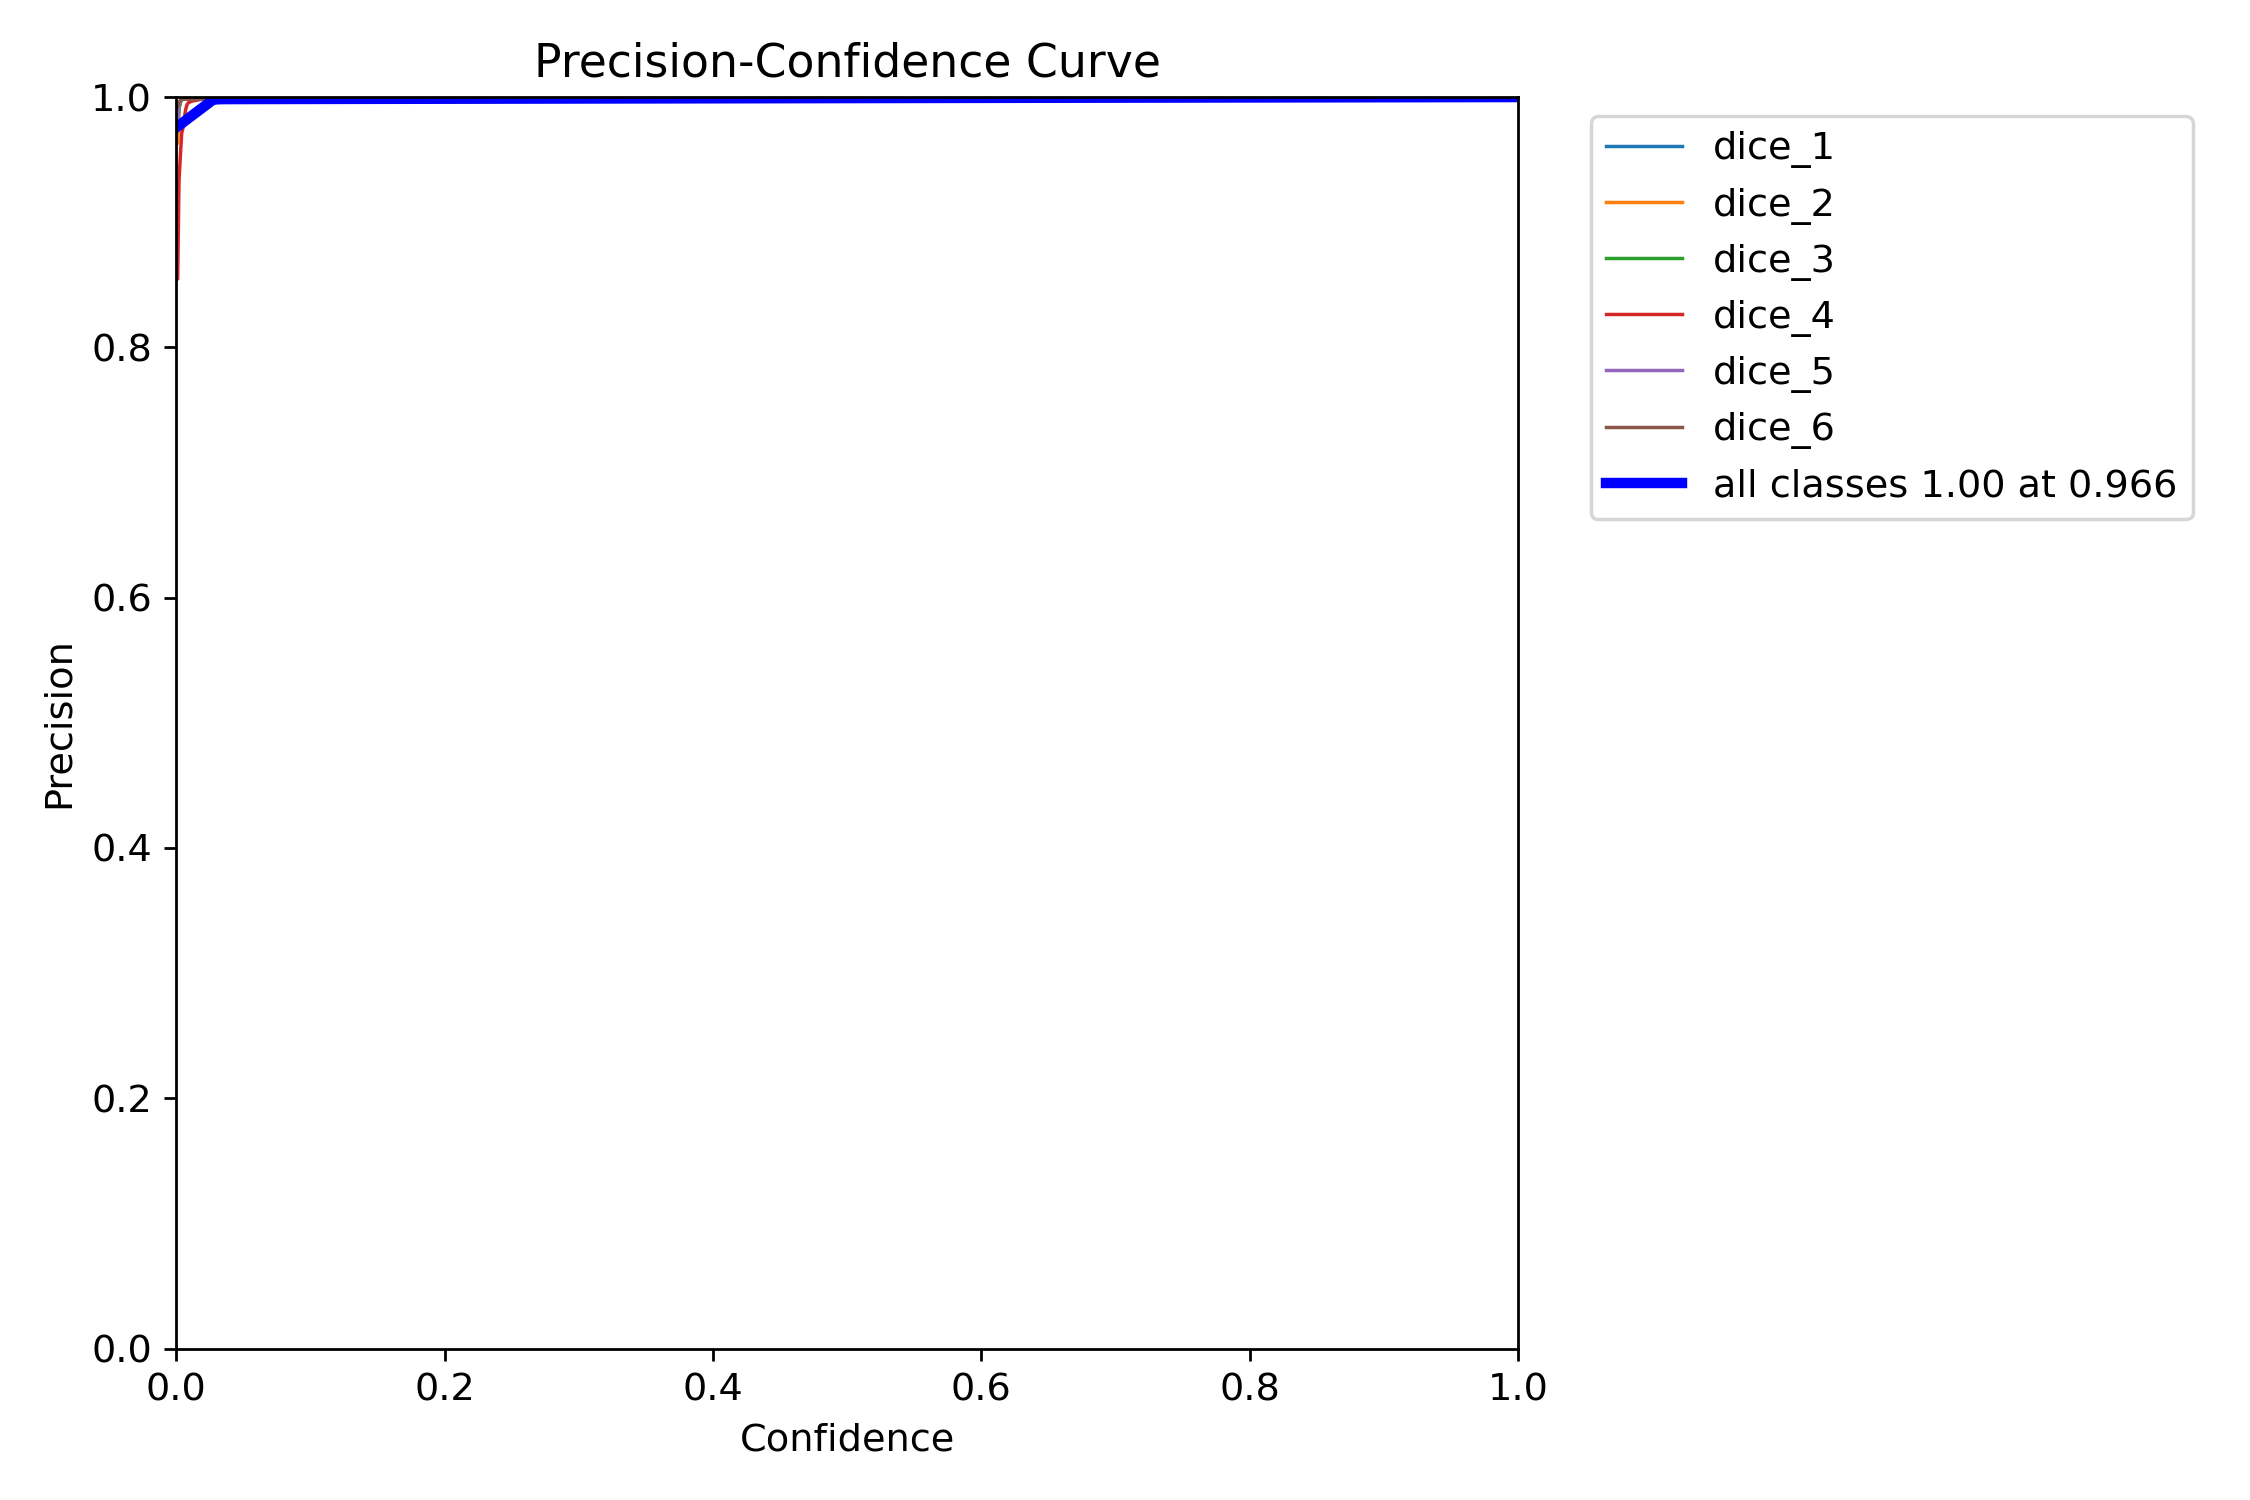 Precision-Confidence Curve
1.0
0.8
0.6
0.4
0.2
0.0
Precision
0.0 0.2 0.4 0.6 0.8 1.0
Confidence
dice_1
dice_2
dice_3
dice_4
dice_5
dice_6
all classes 1.00 at 0.966